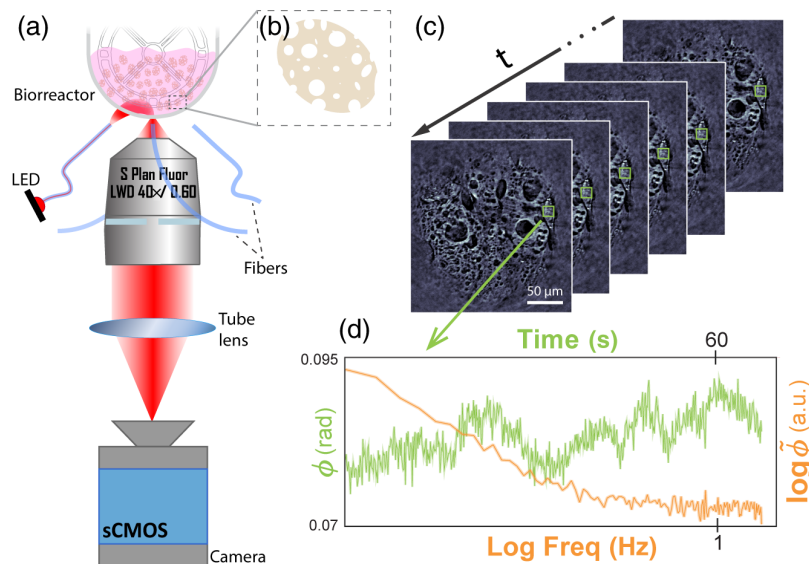 (a)
(b)
(c)
Biorreactor
t
LED
S Plan Fluor
LWD 40×/ 0.60
Fibers
50 μm
Tube
lens
(d)
Time (s)
60
0.095
ϕ (rad)
log ϕ̃ (a.u.)
0.07
Log Freq (Hz)
1
sCMOS
Camera